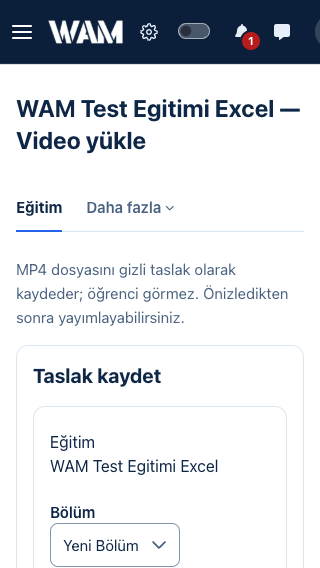 WAM
1
WAM Test Egitimi Excel —
Video yükle
Eğitim
Daha fazla
MP4 dosyasını gizli taslak olarak
kaydeder; öğrenci görmez. Önizledikten
sonra yayımlayabilirsiniz.
Taslak kaydet
Eğitim
WAM Test Egitimi Excel
Bölüm
Yeni Bölüm